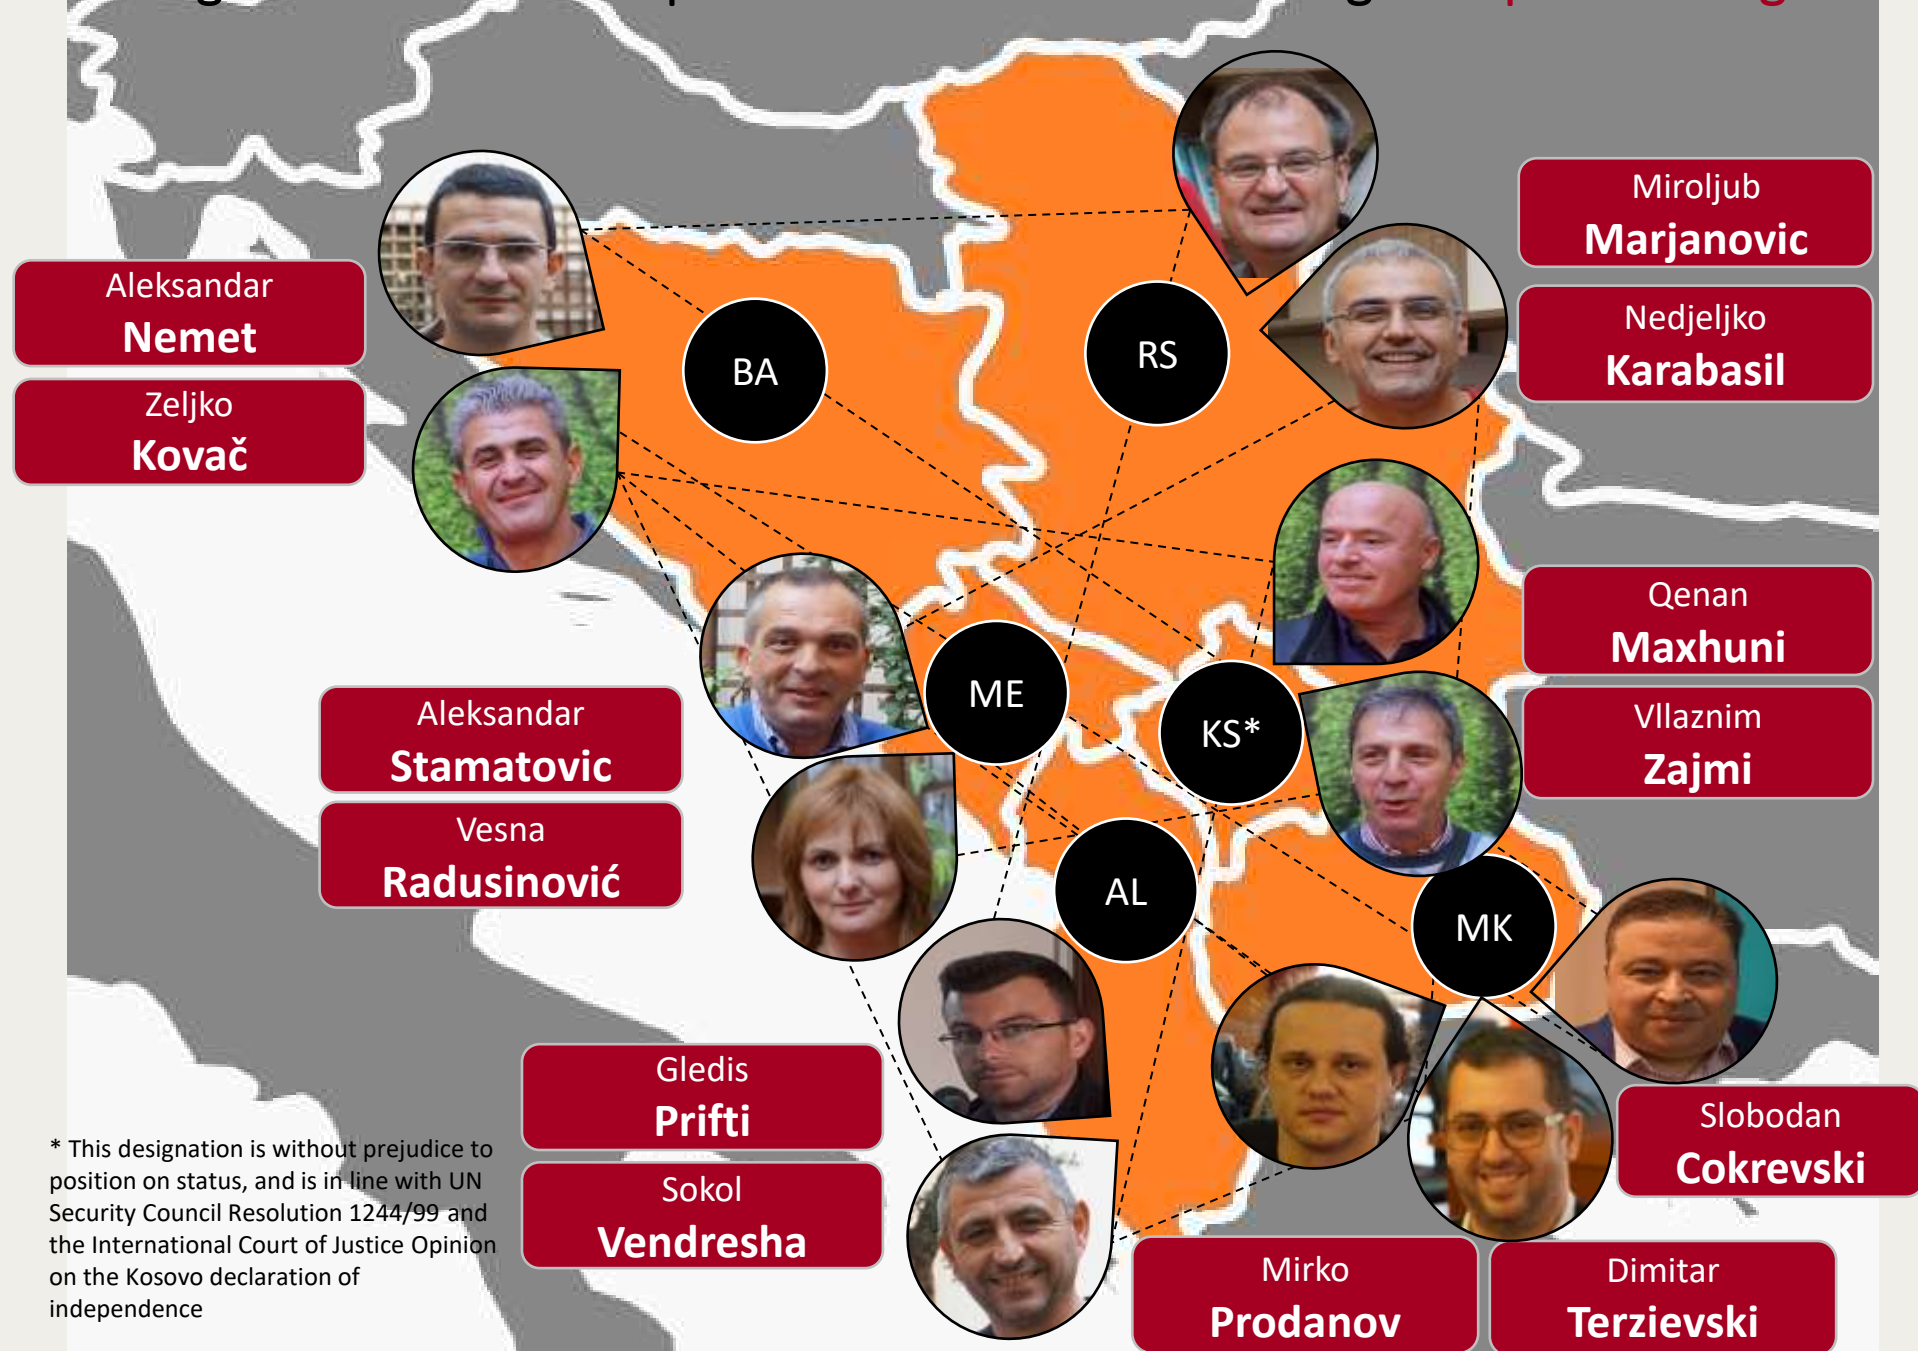 Miroljub
Marjanovic
Nedjeljko
Karabasil
Aleksandar
Nemet
Zeljko
Kovač
BA
RS
Qenan
Maxhuni
Vllaznim
Zajmi
ME
KS*
Aleksandar
Stamatovic
Vesna
Radusinović
AL
MK
Gledis
Prifti
Sokol
Vendresha
Slobodan
Cokrevski
Mirko
Prodanov
Dimitar
Terzievski
* This designation is without prejudice to
position on status, and is in line with UN
Security Council Resolution 1244/99 and
the International Court of Justice Opinion
on the Kosovo declaration of
independence